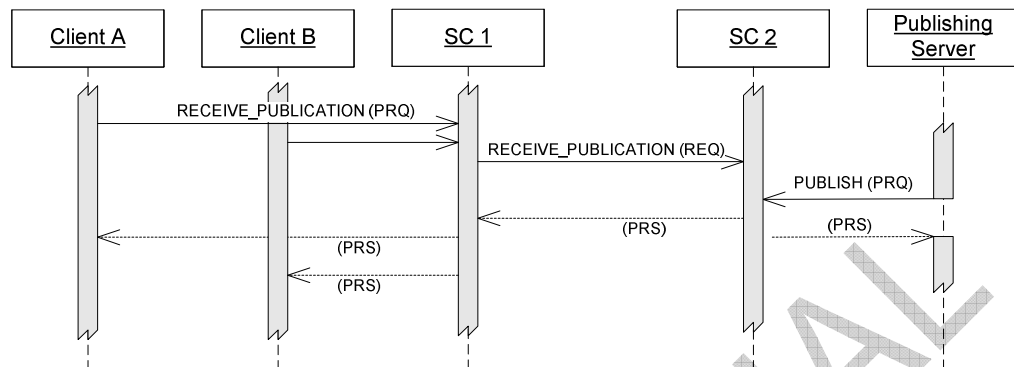 Client A
Client B
SC 1
SC 2
Publishing
Server
RECEIVE_PUBLICATION (PRQ)
RECEIVE_PUBLICATION (REQ)
PUBLISH (PRQ)
(PRS)
(PRS)
(PRS)
(PRS)